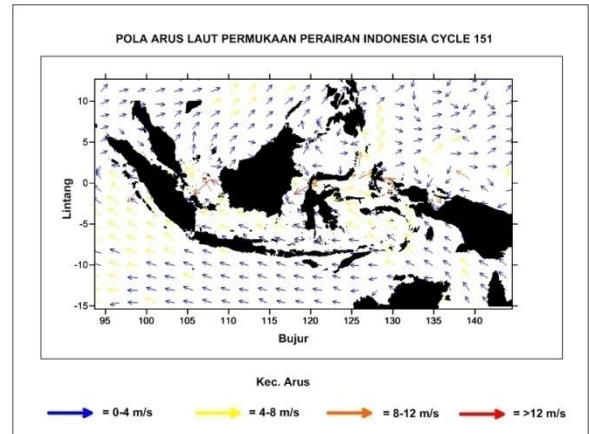 POLA ARUS LAUT PERMUKAAN PERAIRAN INDONESIA CYCLE 151
10
5
0
-5
-10
-15
Lintang
95 100 105 110 115 120 125 130 135 140
Bujur
Kec. Arus
= 0-4 m/s = 4-8 m/s = 8-12 m/s = >12 m/s